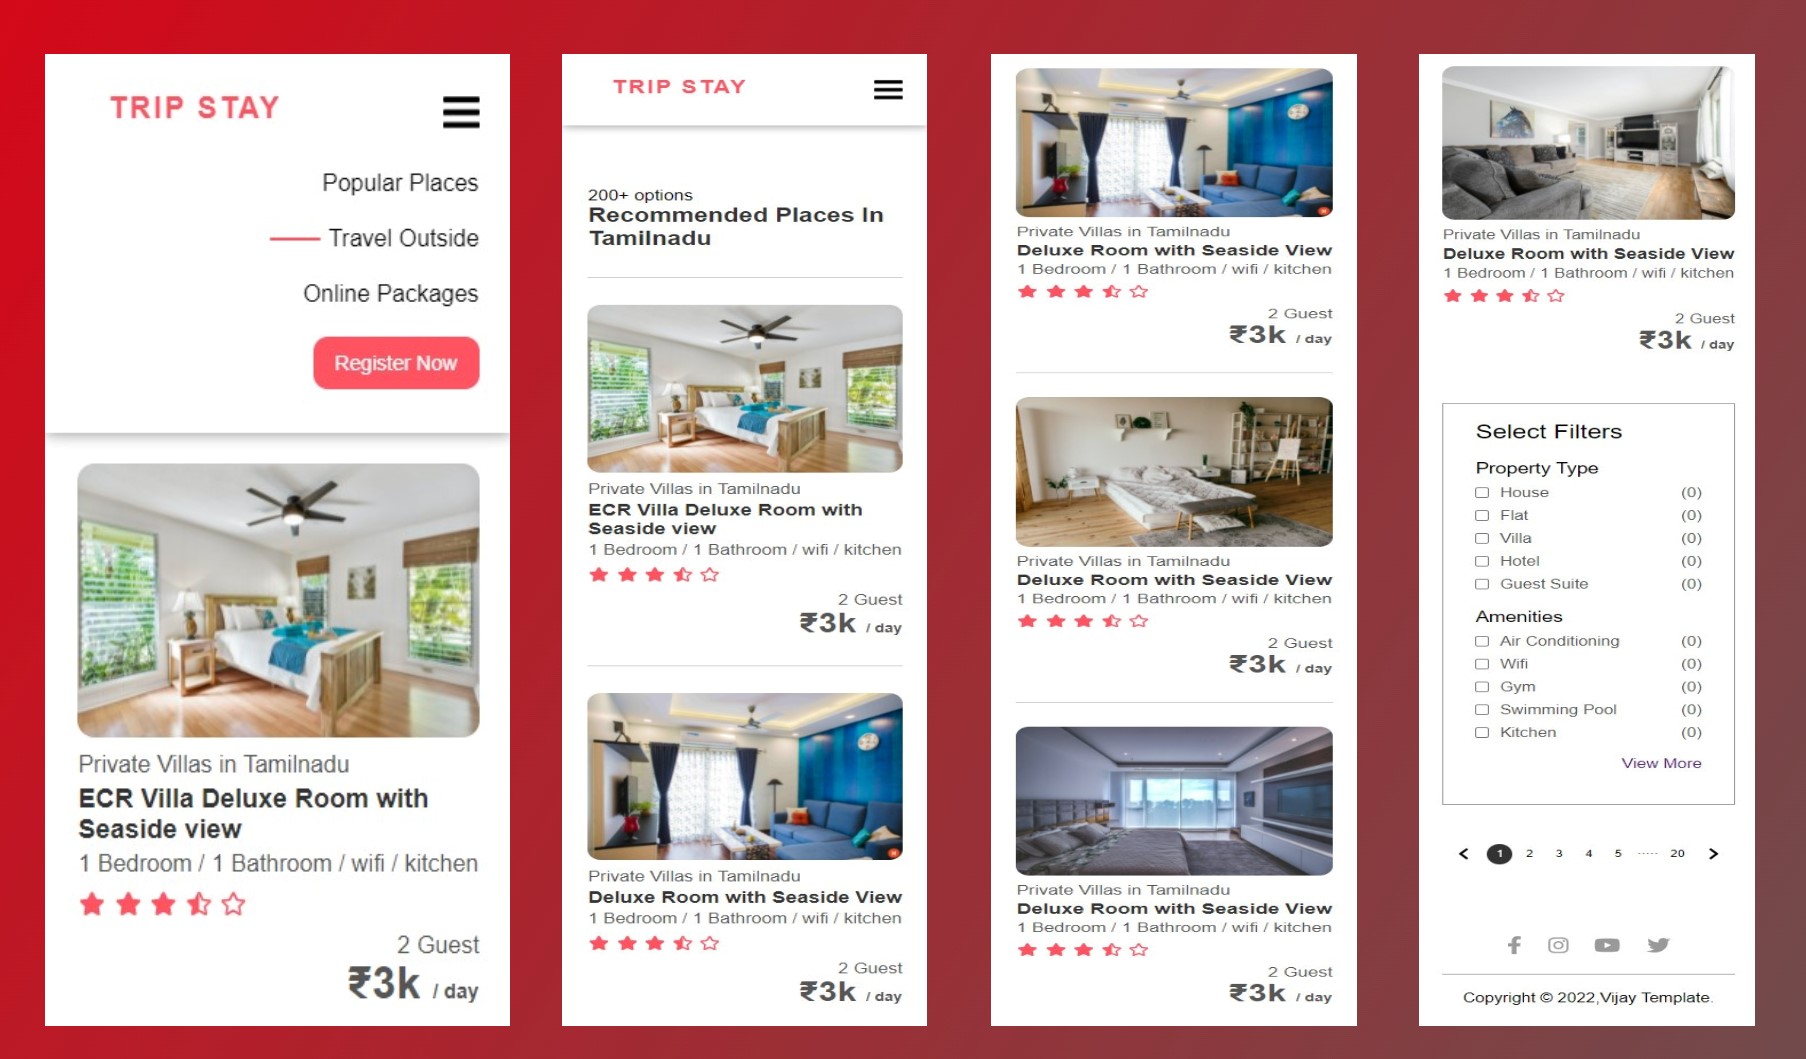 TRIP STAY
Popular Places
Travel Outside
Online Packages
Register Now
Private Villas in Tamilnadu
ECR Villa Deluxe Room with
Seaside view
1 Bedroom / 1 Bathroom / wifi / kitchen
2 Guest
₹3k / day
TRIP STAY
200+ options
Recommended Places In
Tamilnadu
Private Villas in Tamilnadu
ECR Villa Deluxe Room with
Seaside view
1 Bedroom / 1 Bathroom / wifi / kitchen
2 Guest
₹3k / day
Private Villas in Tamilnadu
Deluxe Room with Seaside View
1 Bedroom / 1 Bathroom / wifi / kitchen
2 Guest
₹3k / day
Private Villas in Tamilnadu
Deluxe Room with Seaside View
1 Bedroom / 1 Bathroom / wifi / kitchen
2 Guest
₹3k / day
Private Villas in Tamilnadu
Deluxe Room with Seaside View
1 Bedroom / 1 Bathroom / wifi / kitchen
2 Guest
₹3k / day
Private Villas in Tamilnadu
Deluxe Room with Seaside View
1 Bedroom / 1 Bathroom / wifi / kitchen
2 Guest
₹3k / day
Private Villas in Tamilnadu
Deluxe Room with Seaside View
1 Bedroom / 1 Bathroom / wifi / kitchen
2 Guest
₹3k / day
Select Filters
Property Type
House (0)
Flat (0)
Villa (0)
Hotel (0)
Guest Suite (0)
Amenities
Air Conditioning (0)
Wifi (0)
Gym (0)
Swimming Pool (0)
Kitchen (0)
View More
1 2 3 4 5 ····· 20
Copyright © 2022,Vijay Template.